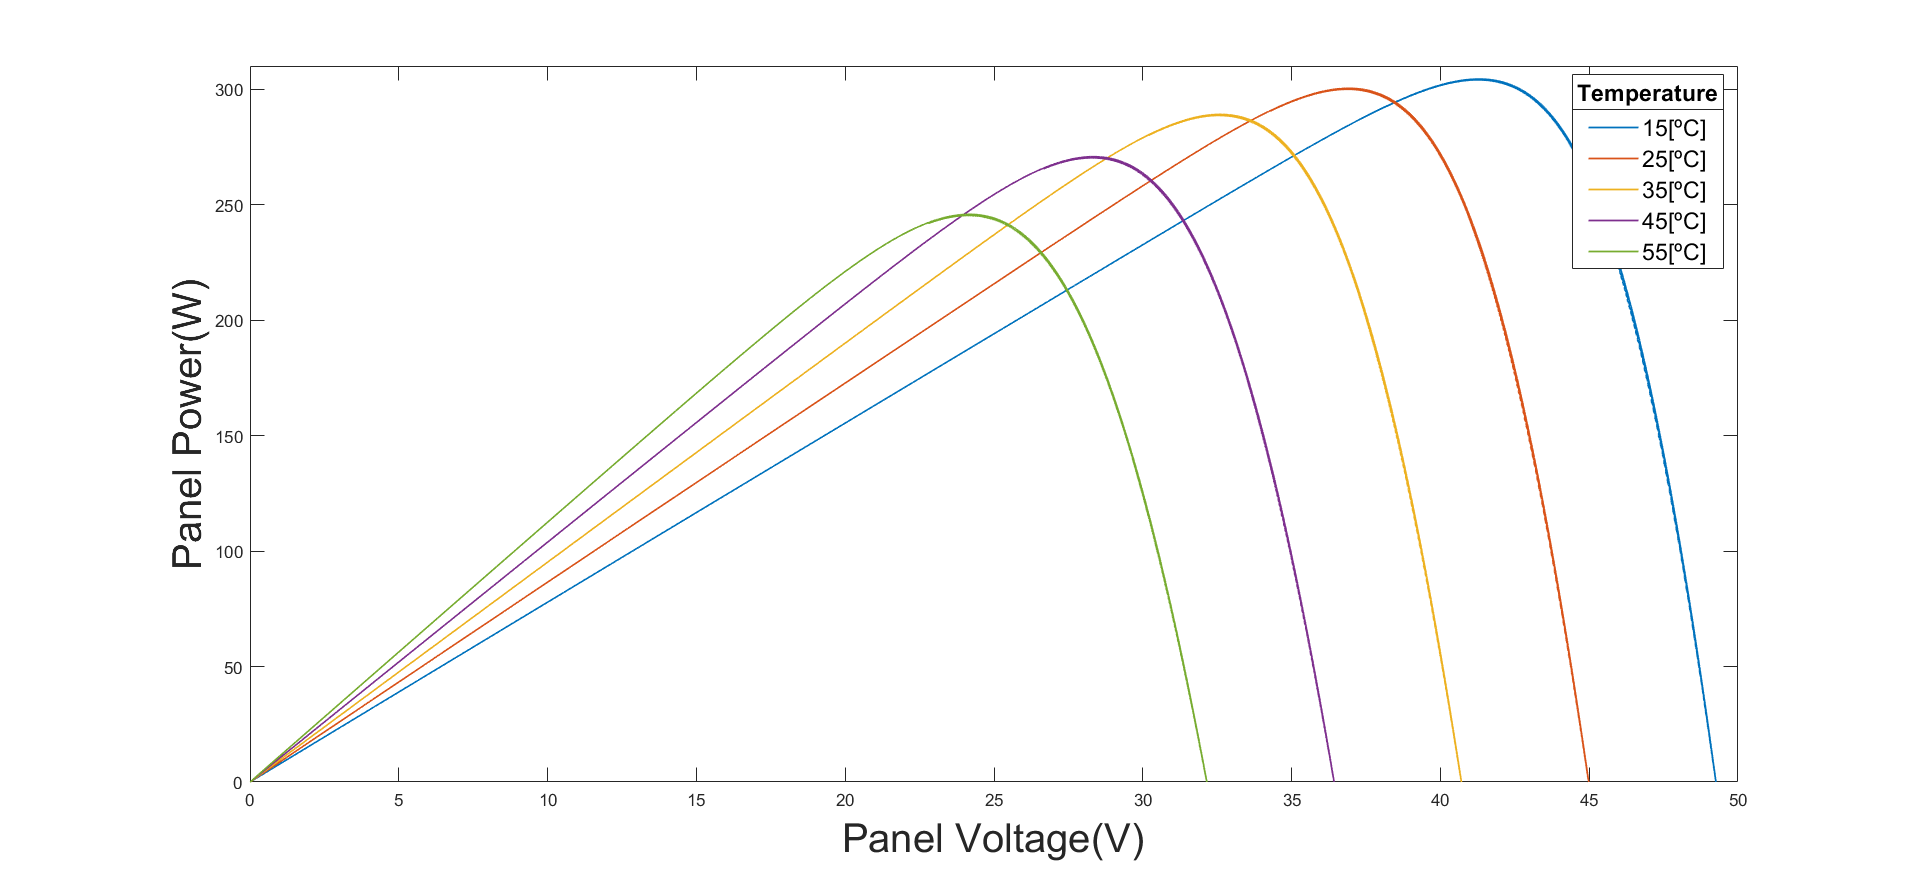 Temperature
15[ºC]
25[ºC]
35[ºC]
45[ºC]
55[ºC]
Panel Power(W)
300
250
200
150
100
50
0
0 5 10 15 20 25 30 35 40 45 50
Panel Voltage(V)